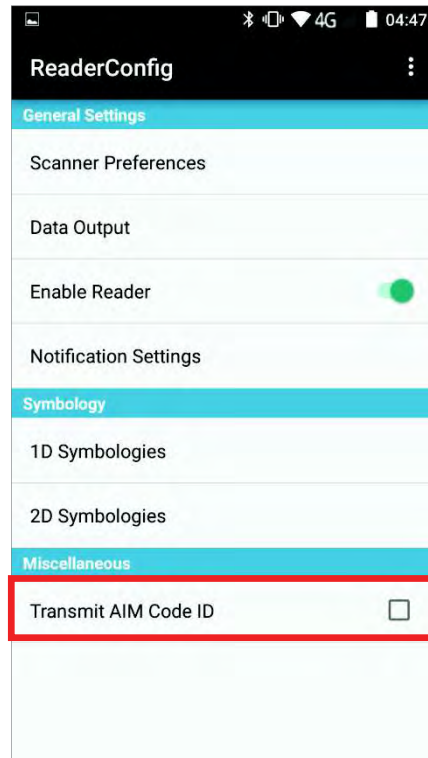 4G 04:47
ReaderConfig
General Settings
Scanner Preferences
Data Output
Enable Reader
Notification Settings
Symbology
1D Symbologies
2D Symbologies
Miscellaneous
Transmit AIM Code ID